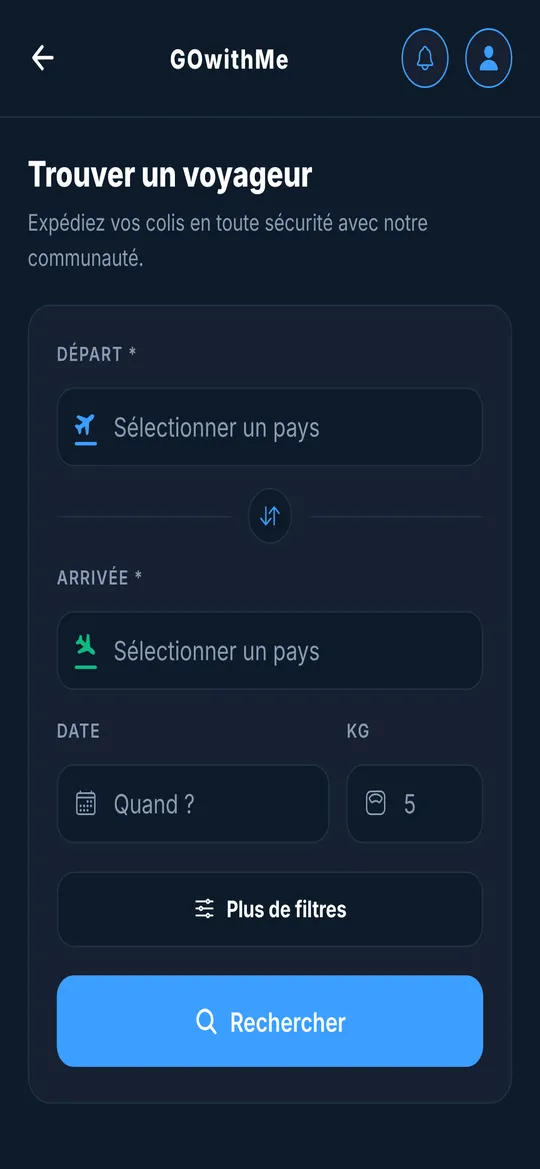 GOwithMe
Trouver un voyageur
Expédiez vos colis en toute sécurité avec notre
communauté.
DÉPART *
Sélectionner un pays
ARRIVÉE *
Sélectionner un pays
DATE
KG
Quand ?
5
Plus de filtres
Rechercher